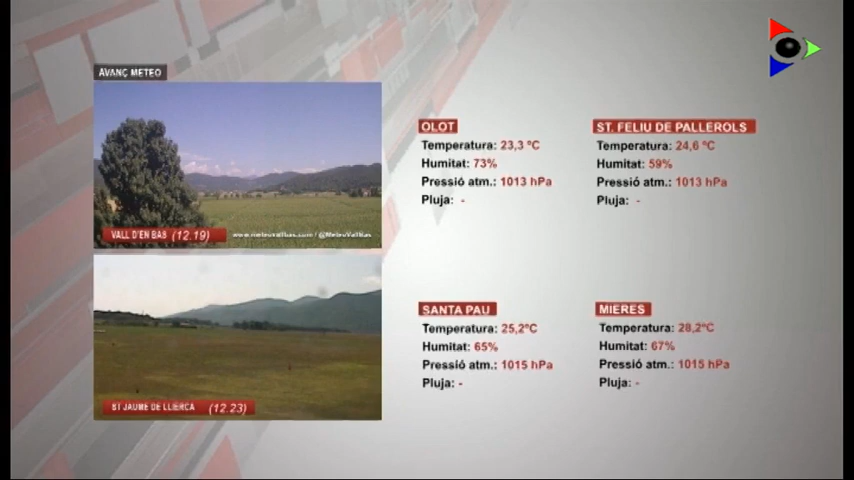 AVANÇ METEO
VALL D'EN BAS (12.19)
www.meteovallbas.com / @MeteoVallBas
ST JAUME DE LLIERCA (12.23)
OLOT
Temperatura: 23,3 ºC
Humitat: 73%
Pressió atm.: 1013 hPa
Pluja: -
ST. FELIU DE PALLEROLS
Temperatura: 24,6 ºC
Humitat: 59%
Pressió atm.: 1013 hPa
Pluja: -
SANTA PAU
Temperatura: 25,2ºC
Humitat: 65%
Pressió atm.: 1015 hPa
Pluja: -
MIERES
Temperatura: 28,2ºC
Humitat: 67%
Pressió atm.: 1015 hPa
Pluja: -